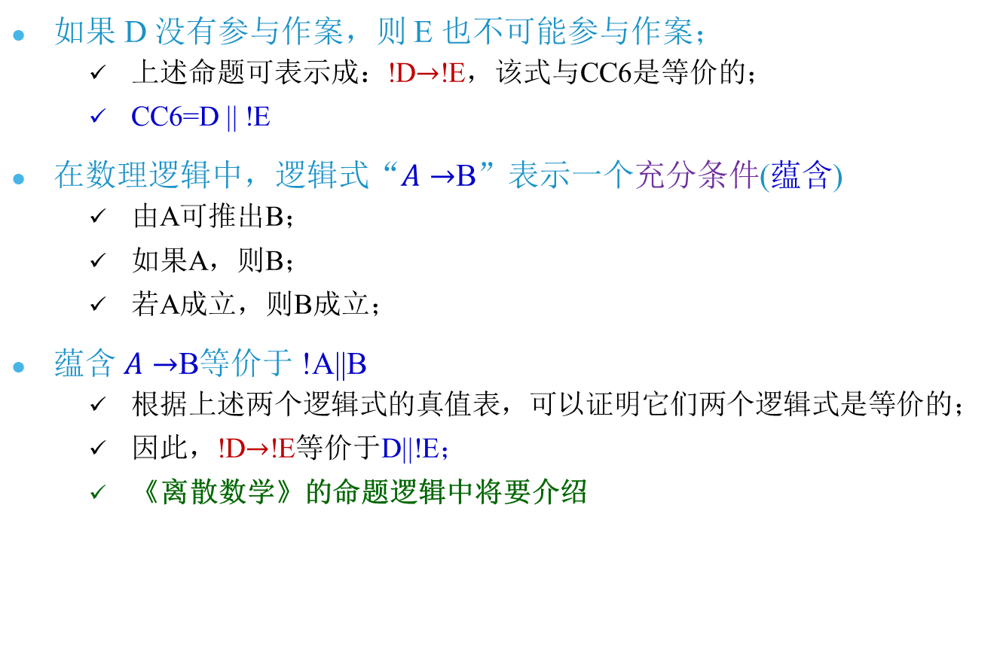 如果 D 没有参与作案，则 E 也不可能参与作案；
上述命题可表示成：!D→!E，该式与CC6是等价的；
CC6=D || !E
在数理逻辑中，逻辑式“A →B”表示一个充分条件(蕴含)
由A可推出B；
如果A，则B；
若A成立，则B成立；
蕴含 A →B等价于 !A||B
根据上述两个逻辑式的真值表，可以证明它们两个逻辑式是等价的；
因此，!D→!E等价于D||!E；
《离散数学》的命题逻辑中将要介绍